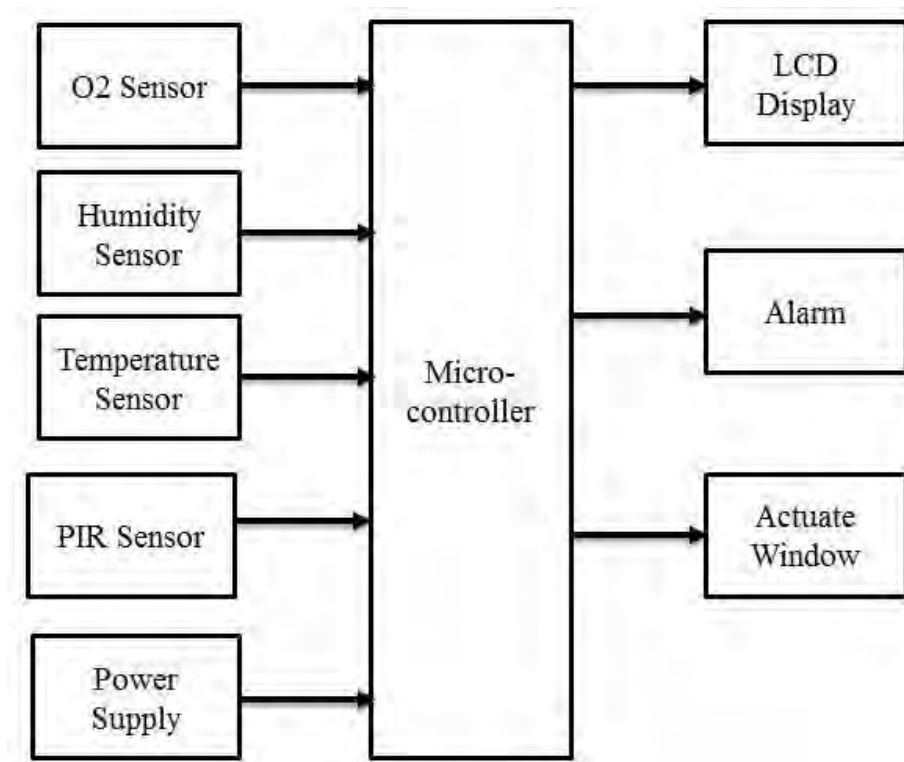 O2 Sensor
Humidity
Sensor
Temperature
Sensor
PIR Sensor
Power
Supply
Micro-
controller
LCD
Display
Alarm
Actuate
Window